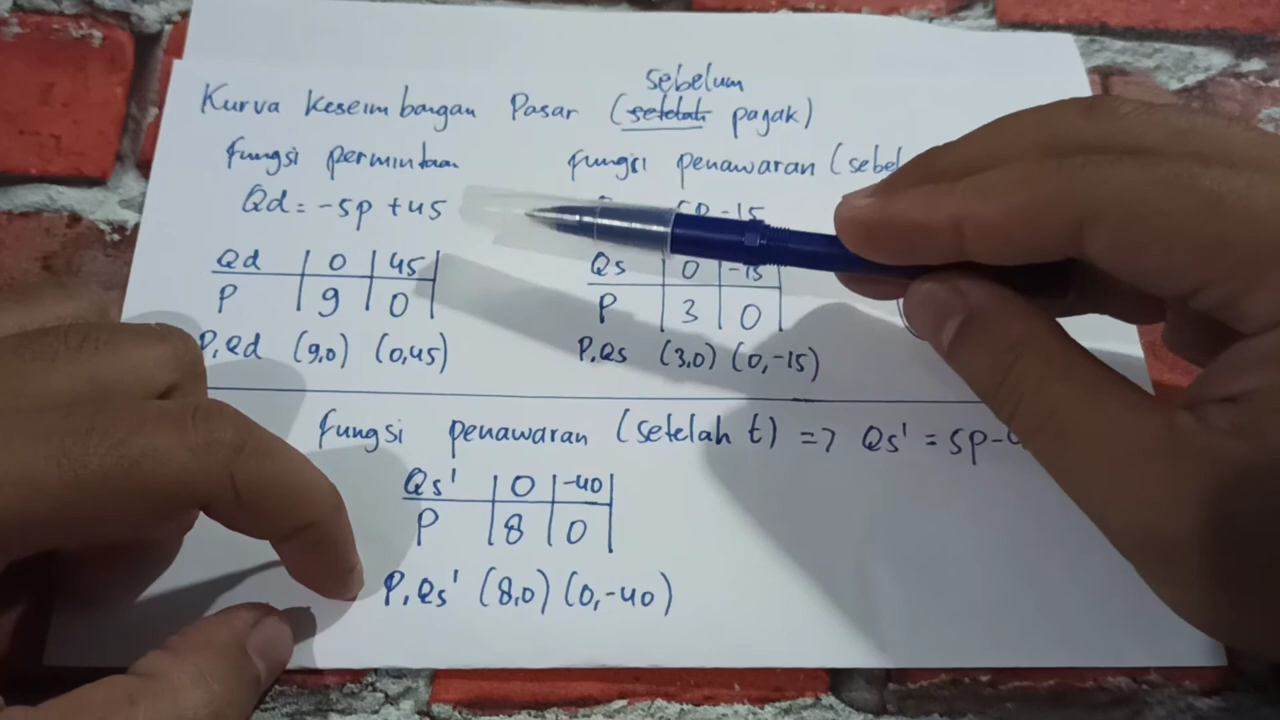 sebelum
Kurva Keseimbangan Pasar (setelah pajak)
Fungsi permintaan
Qd = -5p + 45
Qd | 0 | 45 |
P | 9 | 0 |
P,Qd (9,0) (0,45)
Fungsi penawaran (sebel
5p - 15
Qs | 0 | -15 |
P | 3 | 0 |
P,Qs (3,0) (0,-15)
Fungsi penawaran (setelah t) => Qs' = 5p-
Qs' | 0 | -40 |
P | 8 | 0 |
P,Qs' (8,0) (0,-40)